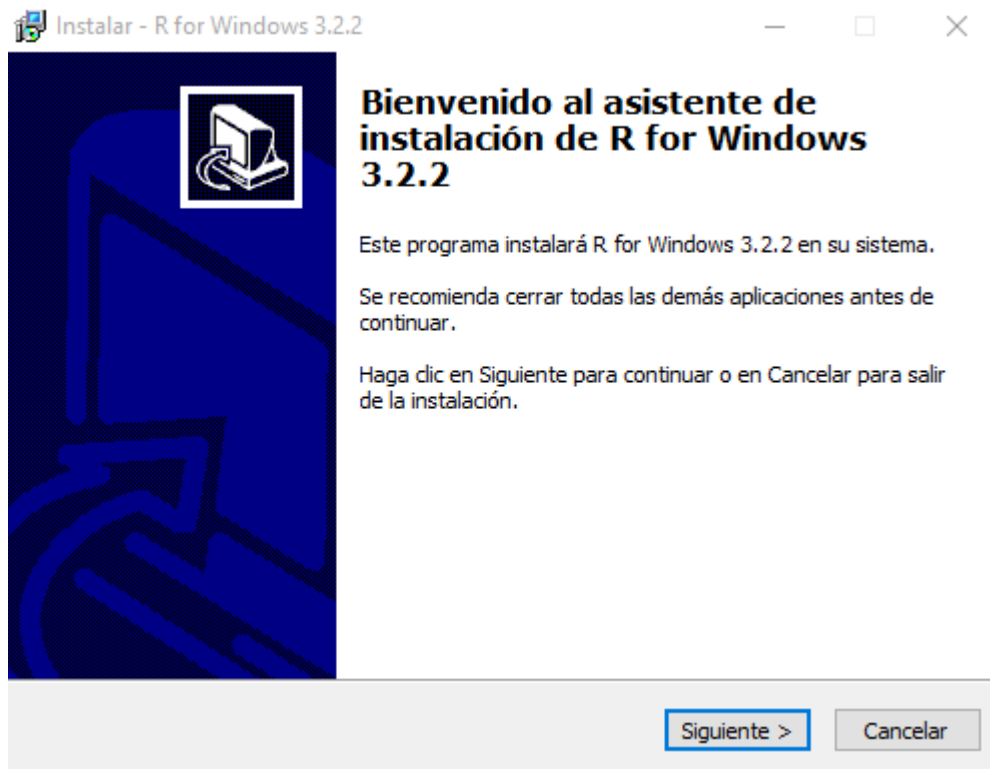 Instalar - R for Windows 3.2.2
Bienvenido al asistente de
instalación de R for Windows
3.2.2
Este programa instalará R for Windows 3.2.2 en su sistema.
Se recomienda cerrar todas las demás aplicaciones antes de
continuar.
Haga clic en Siguiente para continuar o en Cancelar para salir
de la instalación.
Siguiente >
Cancelar